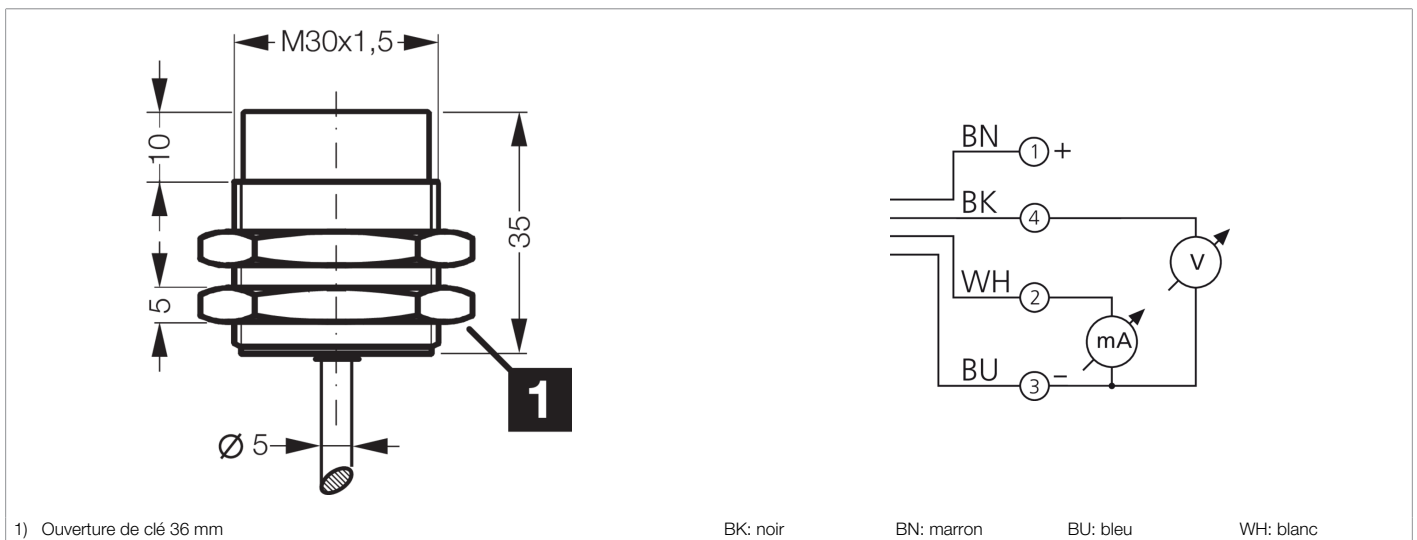 M30x1,5
10
35
5
1
Ø 5
BN 1 +
BK 4
V
WH 2
mA
BU 3 –
1) Ouverture de clé 36 mm
BK: noir BN: marron BU: bleu WH: blanc